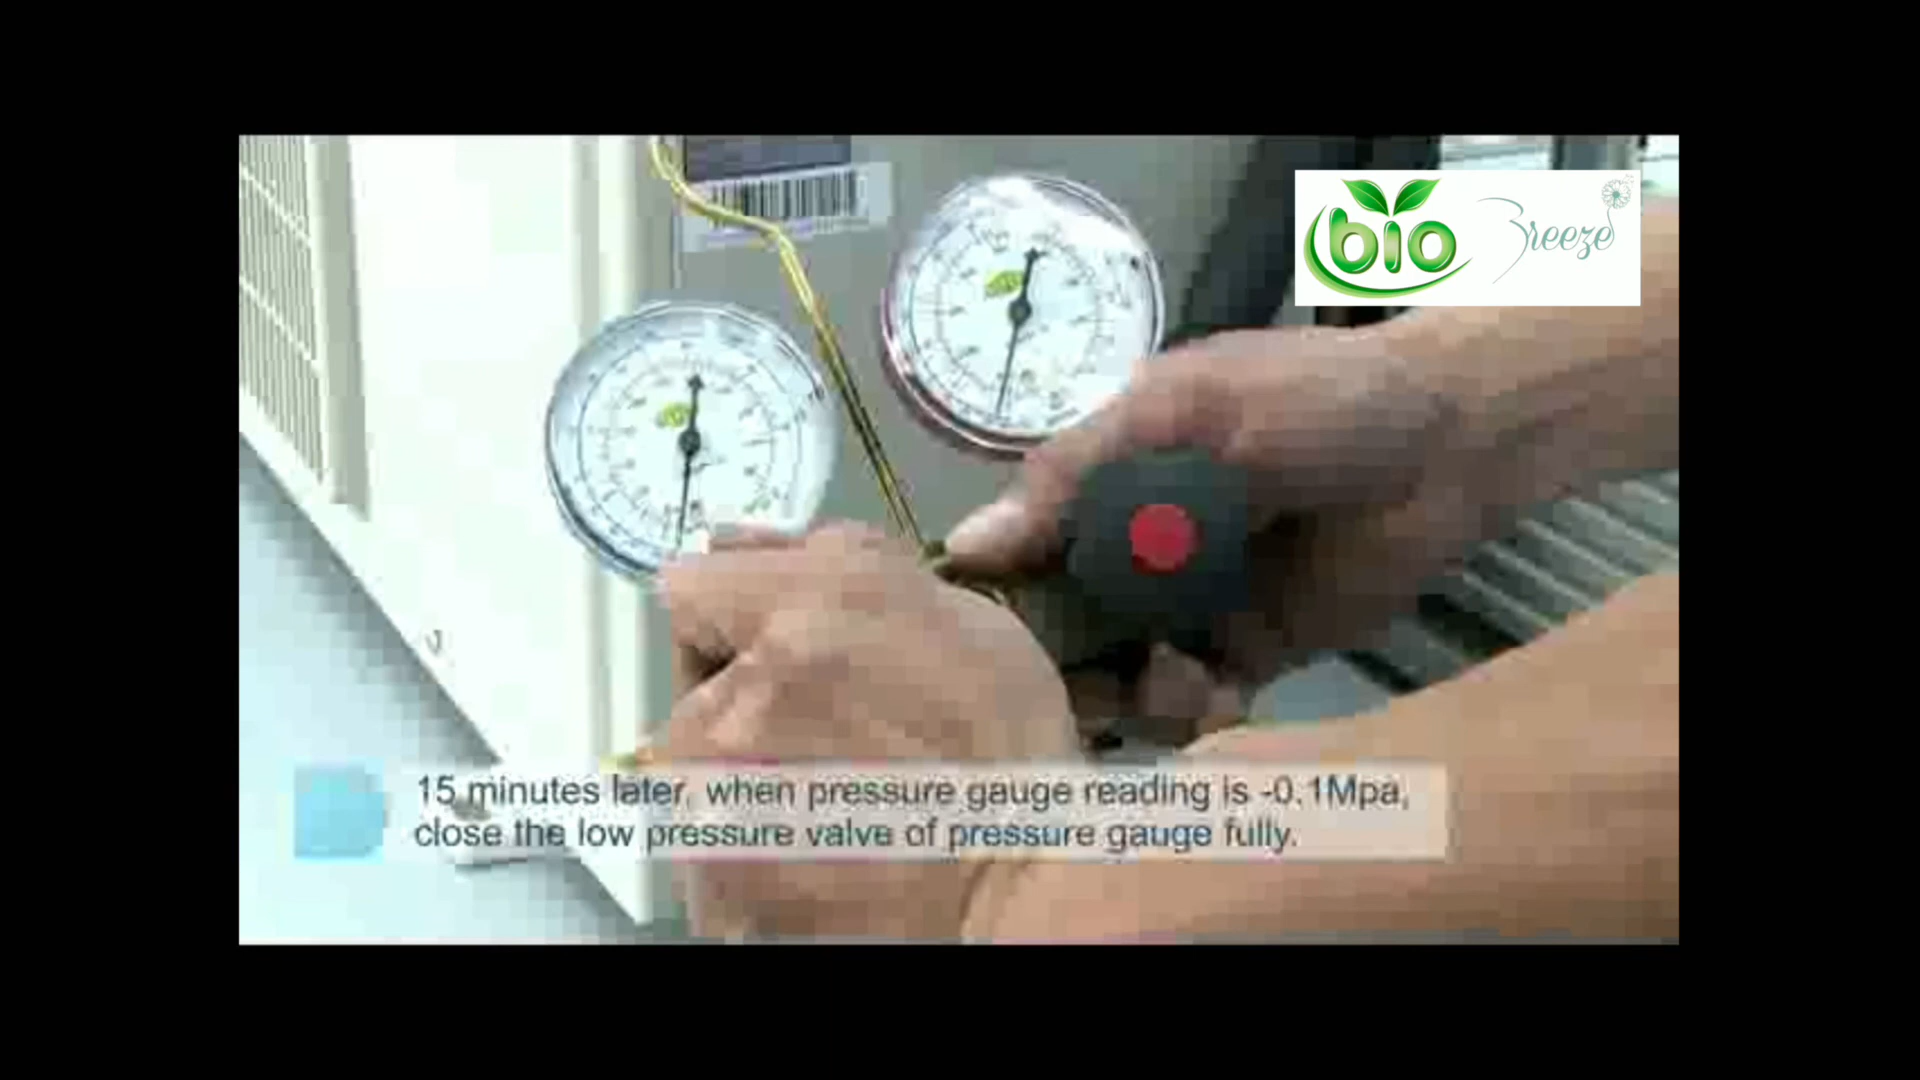 bio Breeze
15 minutes later, when pressure gauge reading is -0.1Mpa,
close the low pressure valve of pressure gauge fully.